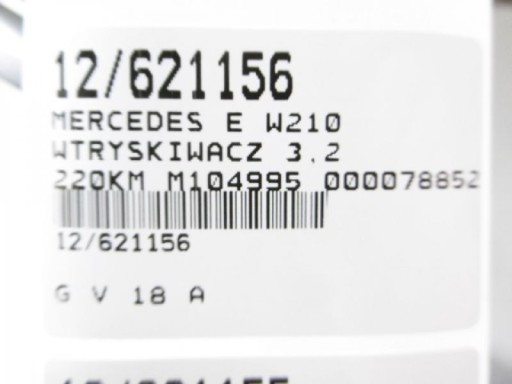 12/621156
MERCEDES E W210
WTRYSKIWACZ 3.2
220KM M104995 000078852
12/621156
G V 18 A